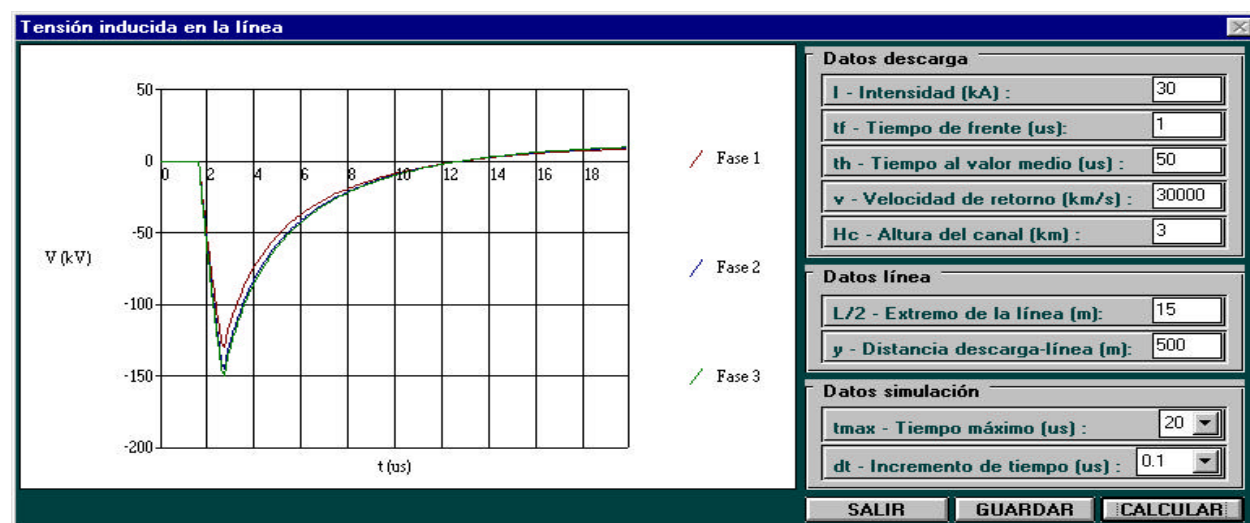 Tensión inducida en la línea
50
0
-50
-100
-150
-200
V (kV)
0 2 4 6 8 10 12 14 16 18
t (us)
Fase 1
Fase 2
Fase 3
Datos descarga
I - Intensidad (kA) : 30
tf - Tiempo de frente (us): 1
th - Tiempo al valor medio (us) : 50
v - Velocidad de retorno (km/s) : 30000
Hc - Altura del canal (km) : 3
Datos línea
L/2 - Extremo de la línea (m): 15
y - Distancia descarga-línea (m): 500
Datos simulación
tmax - Tiempo máximo (us) : 20
dt - Incremento de tiempo (us) : 0.1
SALIR GUARDAR CALCULAR